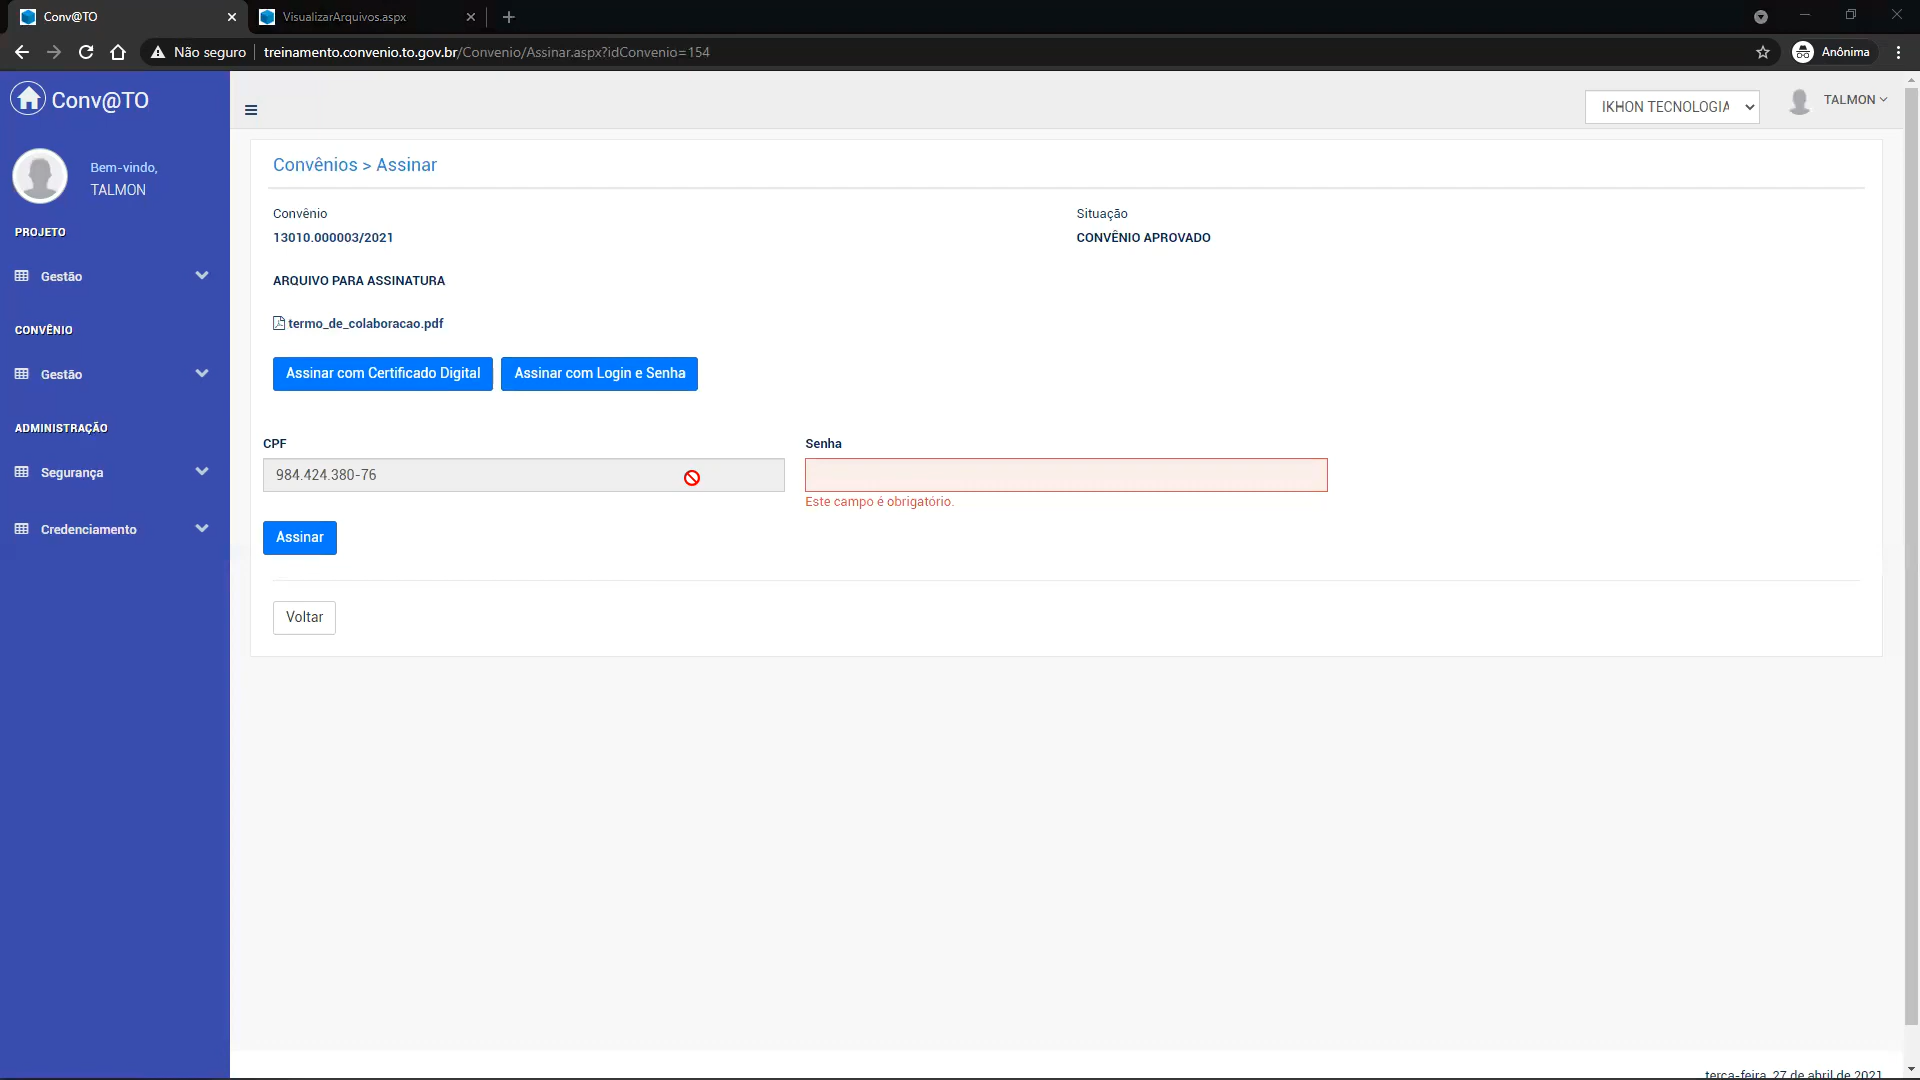 Conv@TO
VisualizarArquivos.aspx
Não seguro
treinamento.convenio.to.gov.br/Convenio/Assinar.aspx?idConvenio=154
Anônima
Conv@TO
IKHON TECNOLOGIA
TALMON
Bem-vindo,
TALMON
PROJETO
Gestão
CONVÊNIO
Gestão
ADMINISTRAÇÃO
Segurança
Credenciamento
Convênios > Assinar
Convênio
Situação
13010.000003/2021
CONVÊNIO APROVADO
ARQUIVO PARA ASSINATURA
termo_de_colaboracao.pdf
Assinar com Certificado Digital
Assinar com Login e Senha
CPF
Senha
984.424.380-76
Este campo é obrigatório.
Assinar
Voltar
terça-feira, 27 de abril de 2021